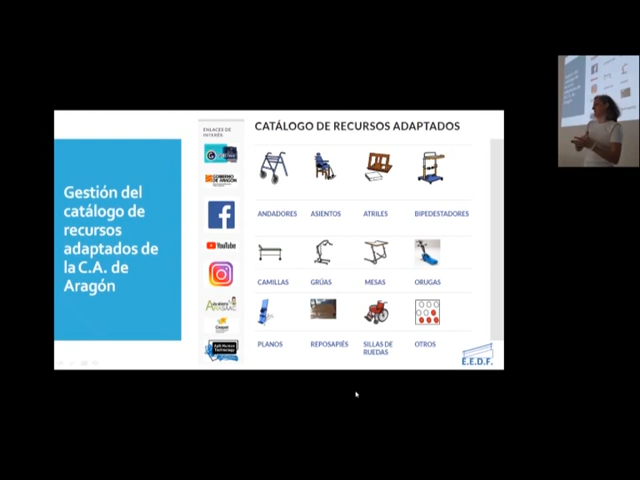 Gestión del
catálogo de
recursos
adaptados de
la C.A. de
Aragón
ENLACES DE
INTERÉS
GOBIERNO
DE ARAGON
YouTube
ARASAAC
CATÁLOGO DE RECURSOS ADAPTADOS
ANDADORES
ASIENTOS
ATRILES
BIPEDESTADORES
CAMILLAS
GRÚAS
MESAS
ORUGAS
PLANOS
REPOSAPIÉS
SILLAS DE
RUEDAS
OTROS
E.E.D.F.